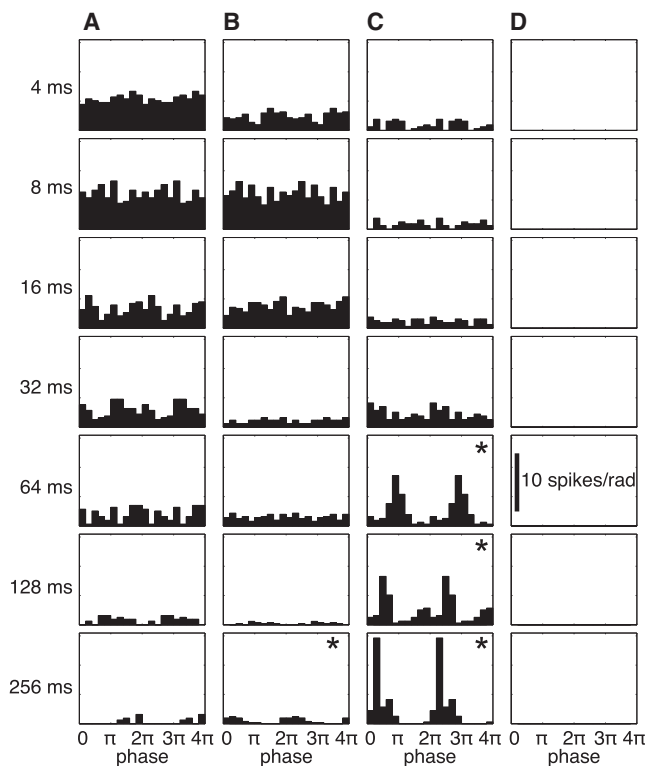 A B C D
4 ms
8 ms
16 ms
32 ms
64 ms * 10 spikes/rad
128 ms *
256 ms * *
0 π 2π 3π 4π 0 π 2π 3π 4π 0 π 2π 3π 4π 0 π 2π 3π 4π
phase phase phase phase